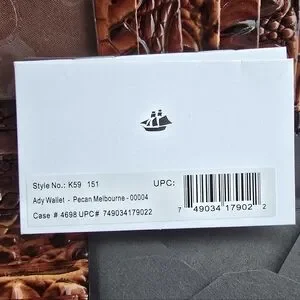 Style No.: K59 151 UPC:
Ady Wallet - Pecan Melbourne - 00004
Case # 4698 UPC# 749034179022
7 49034 17902 2